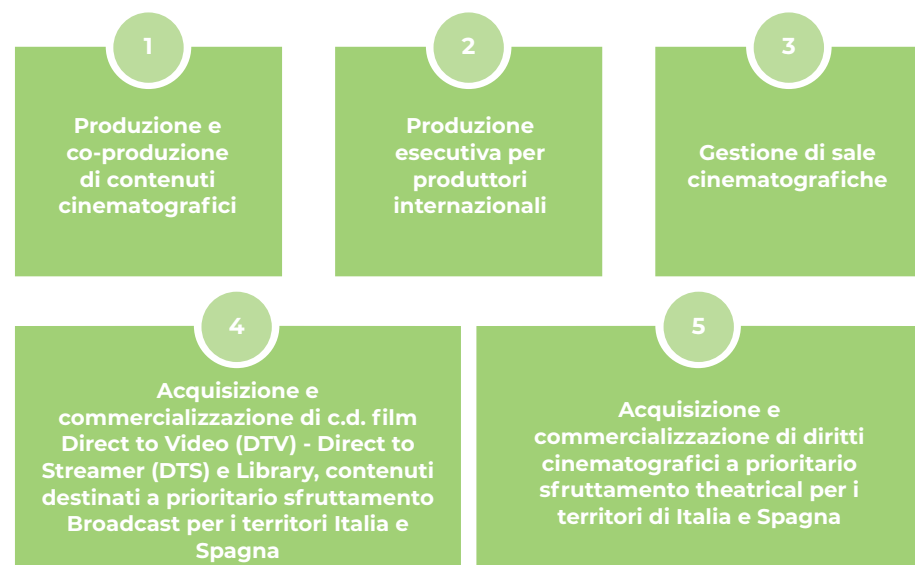 1
Produzione e
co-produzione
di contenuti
cinematografici
2
Produzione
esecutiva per
produttori
internazionali
3
Gestione di sale
cinematografiche
4
Acquisizione e
commercializzazione di c.d. film
Direct to Video (DTV) - Direct to
Streamer (DTS) e Library, contenuti
destinati a prioritario sfruttamento
Broadcast per i territori Italia e
Spagna
5
Acquisizione e
commercializzazione di diritti
cinematografici a prioritario
sfruttamento theatrical per i
territori di Italia e Spagna